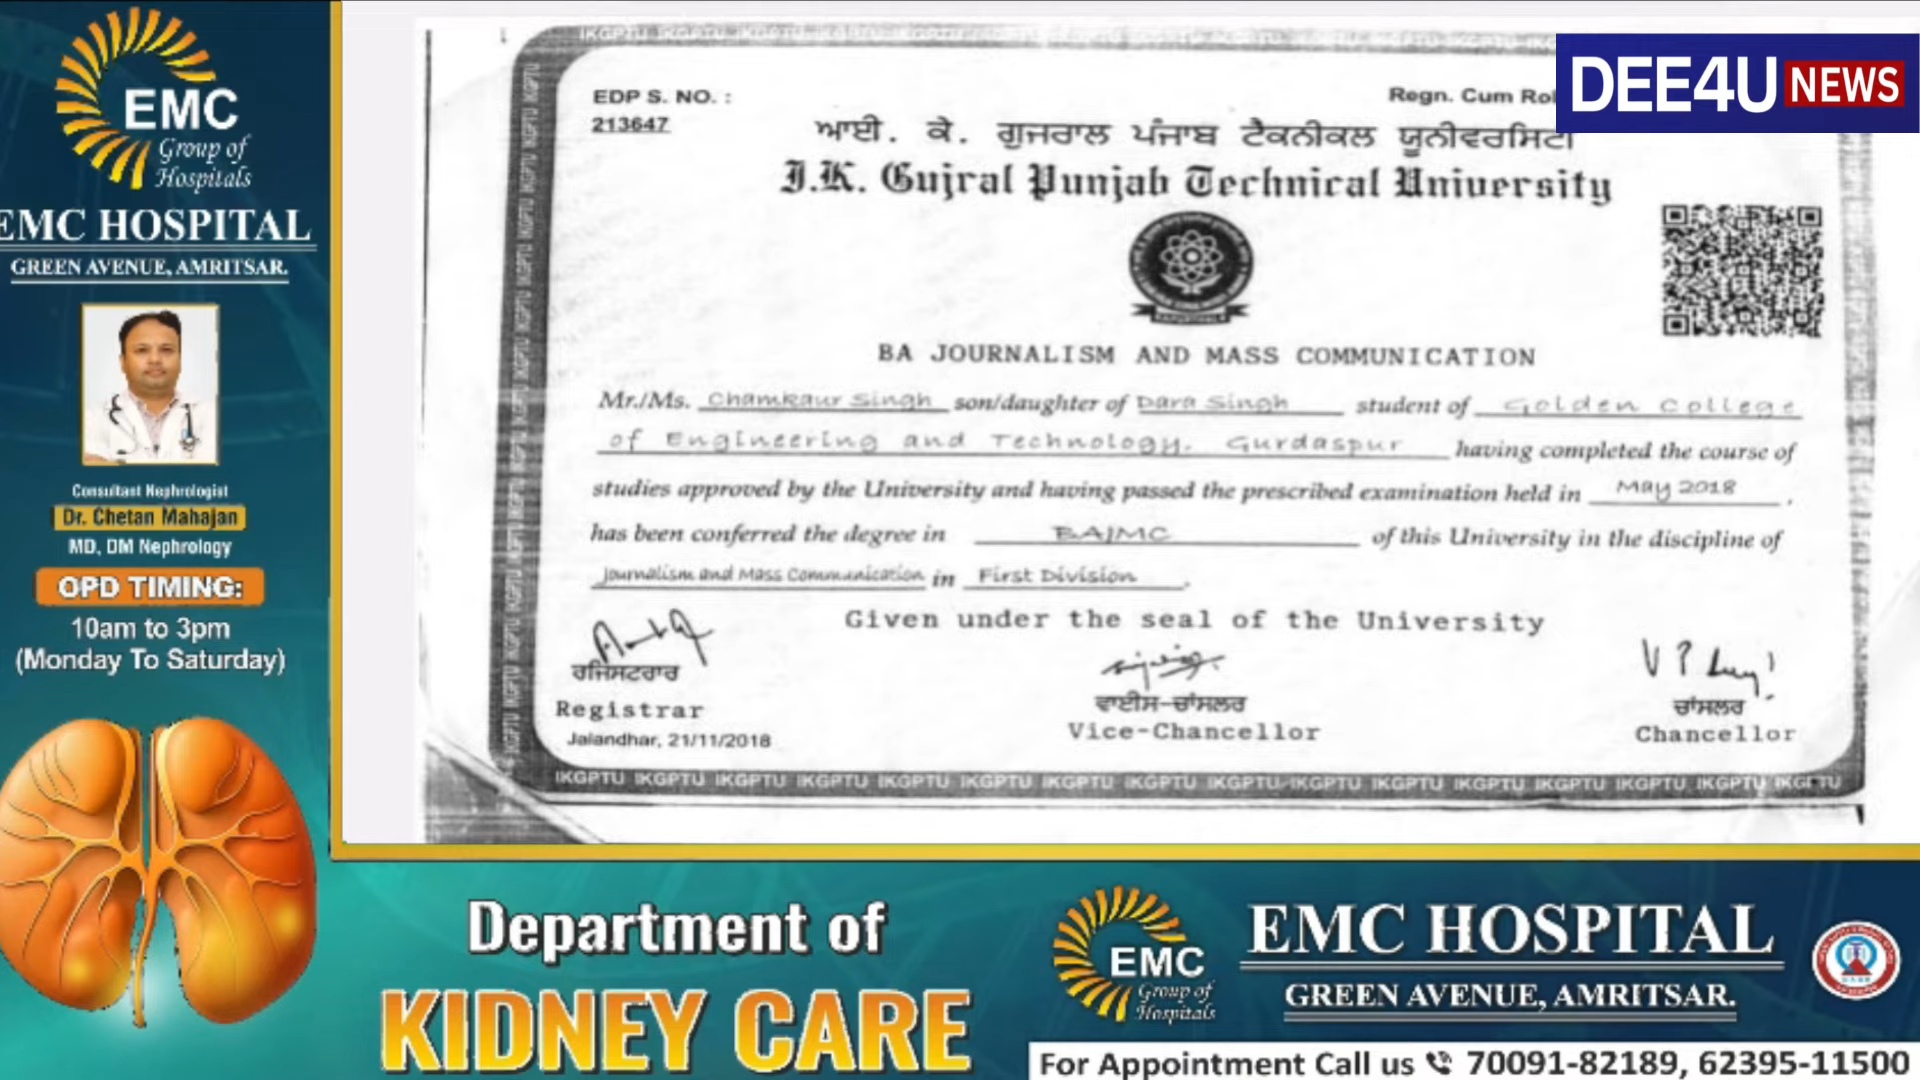 EMC
Group of
Hospitals
EMC HOSPITAL
GREEN AVENUE, AMRITSAR.
Consultant Nephrologist
Dr. Chetan Mahajan
MD, DM Nephrology
OPD TIMING:
10am to 3pm
(Monday To Saturday)
DEE4U NEWS
EDP S. NO. :
213647
Regn. Cum Rol
ਆਈ. ਕੇ. ਗੁਜਰਾਲ ਪੰਜਾਬ ਟੈਕਨੀਕਲ ਯੂਨੀਵਰਸਿਟੀ
I.K. Gujral Punjab Technical University
BA JOURNALISM AND MASS COMMUNICATION
Mr./Ms. Chamkaur Singh son/daughter of Dara Singh student of Golden College
of Engineering and Technology. Gurdaspur having completed the course of
studies approved by the University and having passed the prescribed examination held in May 2018 .
has been conferred the degree in BAJMC of this University in the discipline of
Journalism and Mass Communication in First Division .
Given under the seal of the University
ਰਜਿਸਟਰਾਰ
Registrar
Jalandhar, 21/11/2018
ਵਾਈਸ-ਚਾਂਸਲਰ
Vice-Chancellor
ਚਾਂਸਲਰ
Chancellor
IKGPTU IKGPTU IKGPTU IKGPTU IKGPTU IKGPTU IKGPTU IKGPTU IKGPTU IKGPTU IKGPTU IKGPTU IKGPTU IKGPTU IKGPTU IKGPTU
Department of
KIDNEY CARE
EMC
Group of
Hospitals
EMC HOSPITAL
GREEN AVENUE, AMRITSAR.
For Appointment Call us 70091-82189, 62395-11500